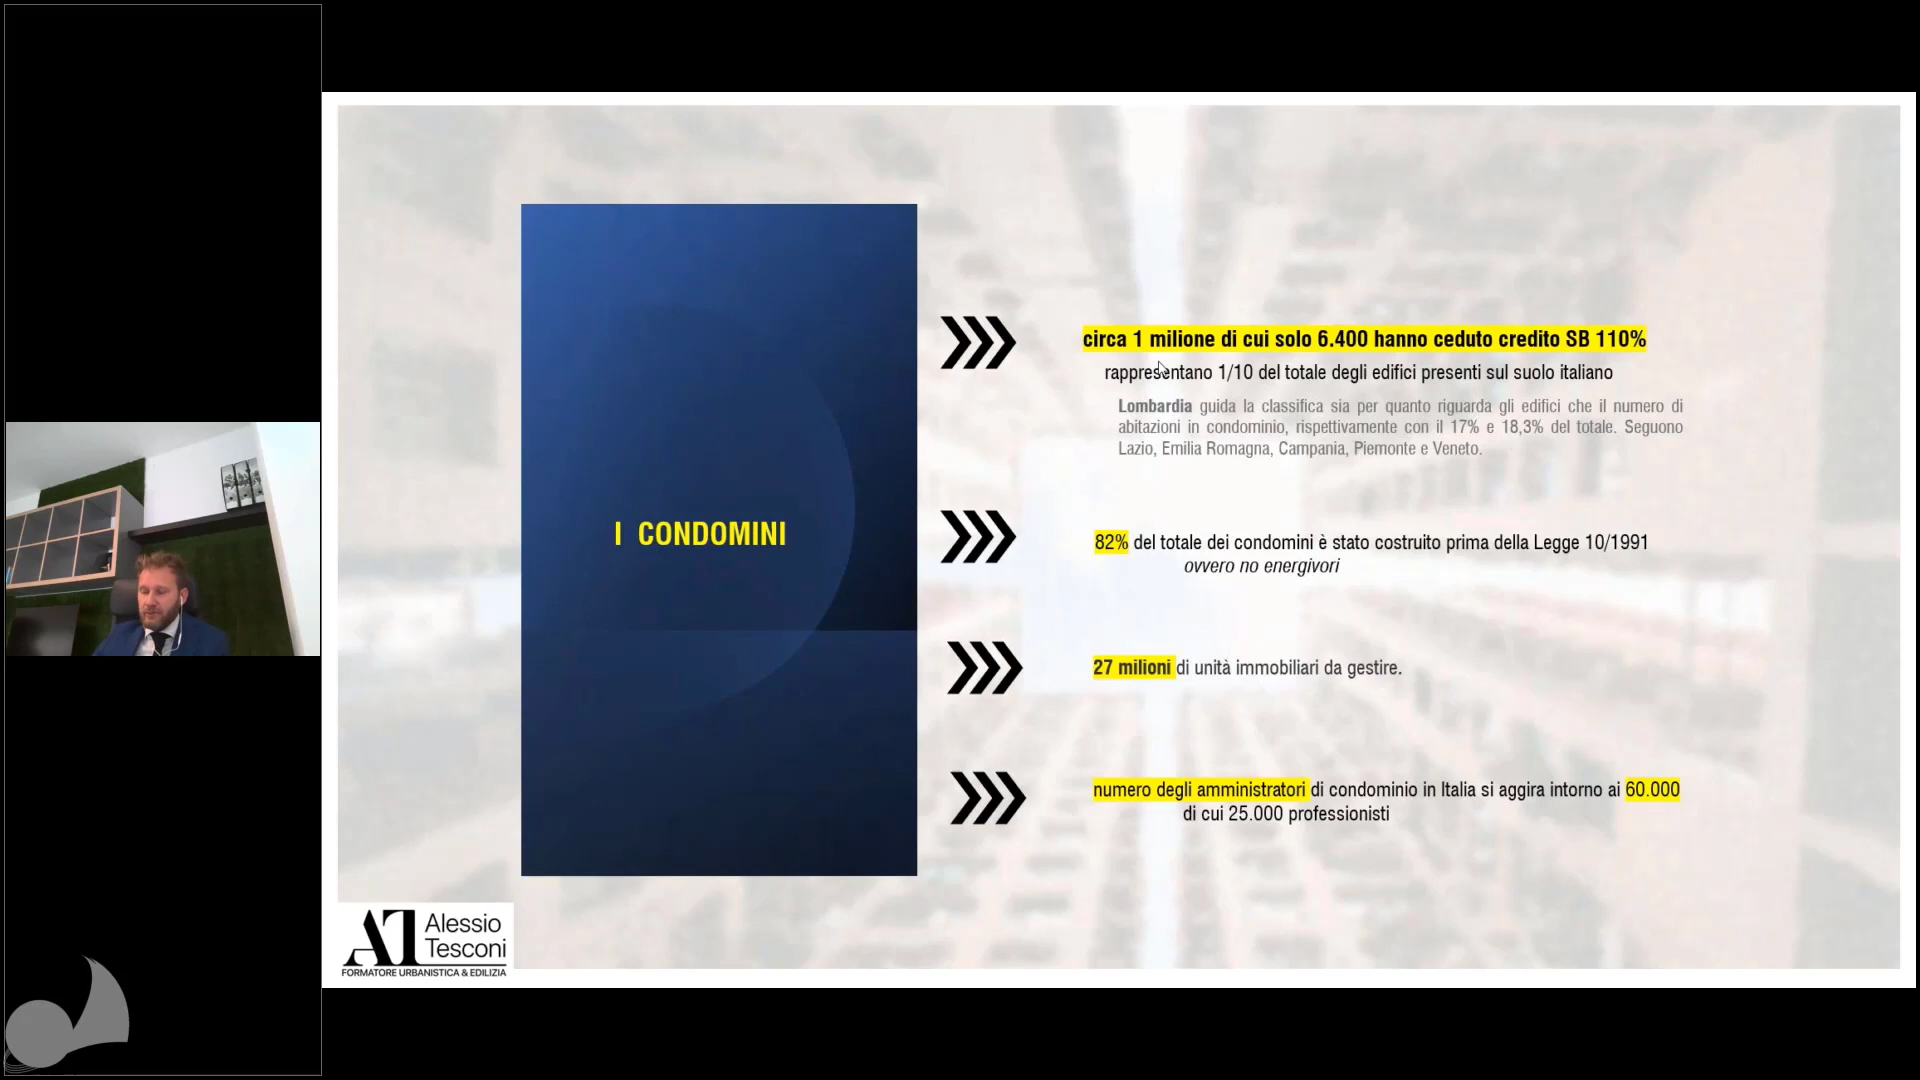 I CONDOMINI
circa 1 milione di cui solo 6.400 hanno ceduto credito SB 110%
rappresentano 1/10 del totale degli edifici presenti sul suolo italiano
Lombardia guida la classifica sia per quanto riguarda gli edifici che il numero di
abitazioni in condominio, rispettivamente con il 17% e 18,3% del totale. Seguono
Lazio, Emilia Romagna, Campania, Piemonte e Veneto.
82% del totale dei condomini è stato costruito prima della Legge 10/1991
ovvero no energivori
27 milioni di unità immobiliari da gestire.
numero degli amministratori di condominio in Italia si aggira intorno ai 60.000
di cui 25.000 professionisti
AT
Alessio
Tesconi
FORMATORE URBANISTICA & EDILIZIA